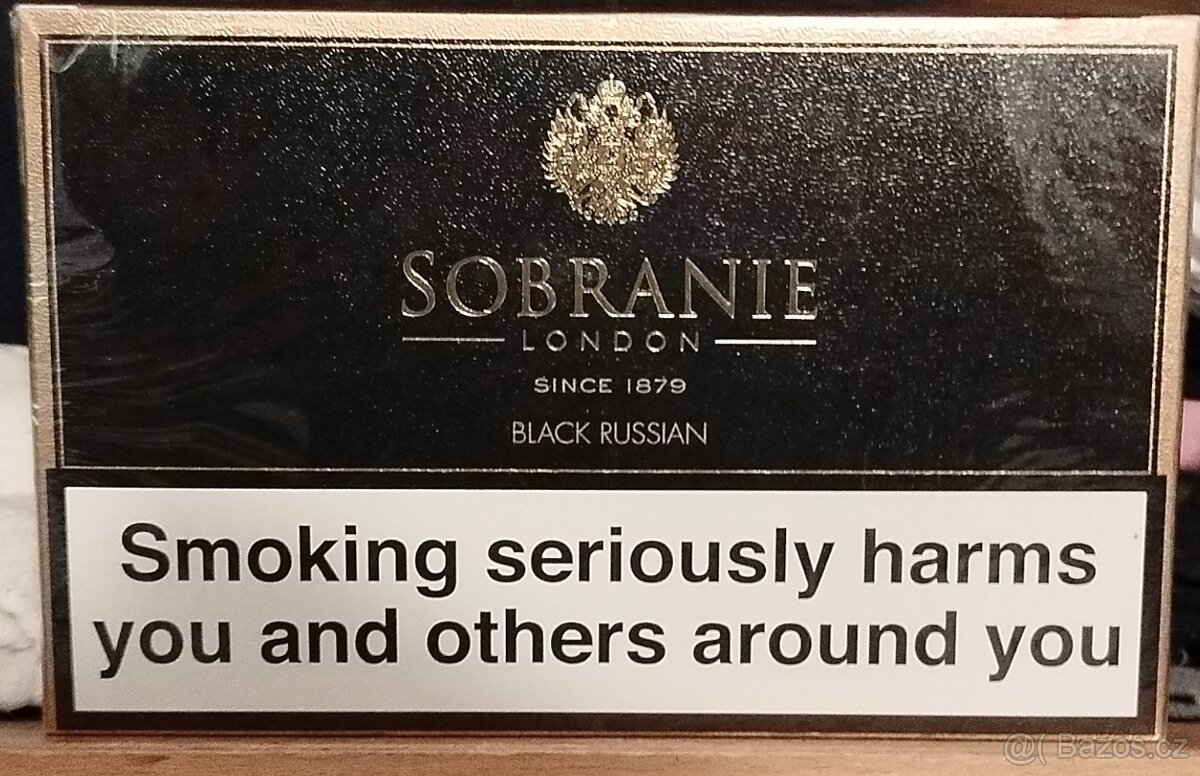 SOBRANIE
LONDON
SINCE 1879
BLACK RUSSIAN
Smoking seriously harms
you and others around you
@( Bazos.cz